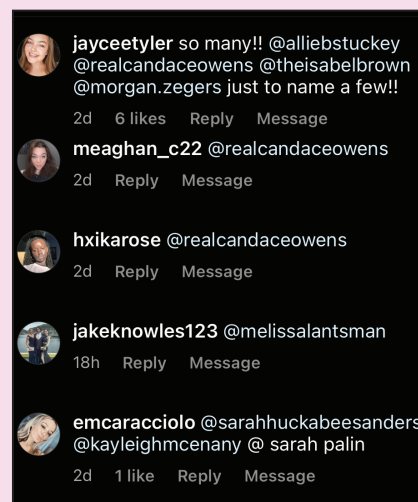 jayceetyler so many!! @alliebstuckey
@realcandaceowens @theisabelbrown
@morgan.zegers just to name a few!!
2d 6 likes Reply Message
meaghan_c22 @realcandaceowens
2d Reply Message
hxikarose @realcandaceowens
2d Reply Message
jakeknowles123 @melissalantsman
18h Reply Message
emcaracciolo @sarahhuckabeesanders
@kayleighmcenany @ sarah palin
2d 1 like Reply Message